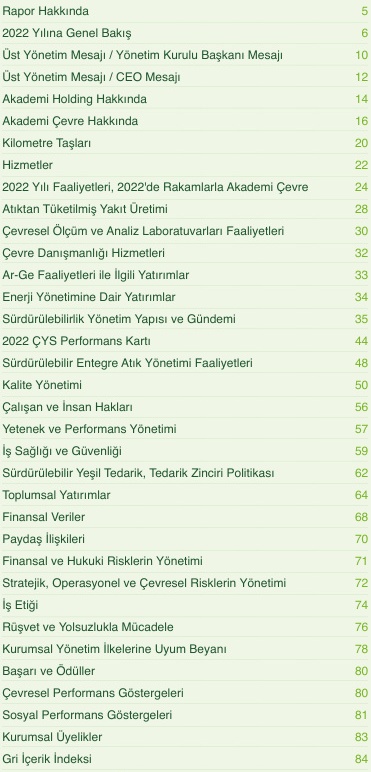 Rapor Hakkında 5
2022 Yılına Genel Bakış 6
Üst Yönetim Mesajı / Yönetim Kurulu Başkanı Mesajı 10
Üst Yönetim Mesajı / CEO Mesajı 12
Akademi Holding Hakkında 14
Akademi Çevre Hakkında 16
Kilometre Taşları 20
Hizmetler 22
2022 Yılı Faaliyetleri, 2022'de Rakamlarla Akademi Çevre 24
Atıktan Tüketilmiş Yakıt Üretimi 28
Çevresel Ölçüm ve Analiz Laboratuvarları Faaliyetleri 30
Çevre Danışmanlığı Hizmetleri 32
Ar-Ge Faaliyetleri ile İlgili Yatırımlar 33
Enerji Yönetimine Dair Yatırımlar 34
Sürdürülebilirlik Yönetim Yapısı ve Gündemi 35
2022 ÇYS Performans Kartı 44
Sürdürülebilir Entegre Atık Yönetimi Faaliyetleri 48
Kalite Yönetimi 50
Çalışan ve İnsan Hakları 56
Yetenek ve Performans Yönetimi 57
İş Sağlığı ve Güvenliği 59
Sürdürülebilir Yeşil Tedarik, Tedarik Zinciri Politikası 62
Toplumsal Yatırımlar 64
Finansal Veriler 68
Paydaş İlişkileri 70
Finansal ve Hukuki Risklerin Yönetimi 71
Stratejik, Operasyonel ve Çevresel Risklerin Yönetimi 72
İş Etiği 74
Rüşvet ve Yolsuzlukla Mücadele 76
Kurumsal Yönetim İlkelerine Uyum Beyanı 78
Başarı ve Ödüller 80
Çevresel Performans Göstergeleri 80
Sosyal Performans Göstergeleri 81
Kurumsal Üyelikler 83
Gri İçerik İndeksi 84